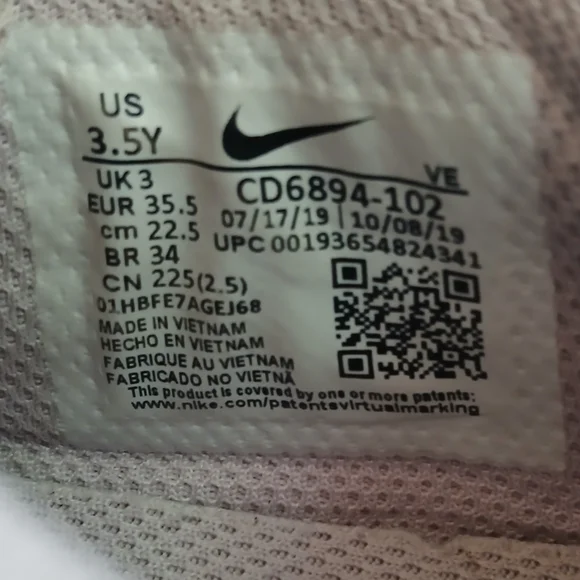 US
3.5Y
VE
UK 3
CD6894-102
EUR 35.5
07/17/19 | 10/08/19
cm 22.5
UPC 00193654824341
BR 34
CN 225(2.5)
01HBFE7AGEJ68
MADE IN VIETNAM
HECHO EN VIETNAM
FABRIQUE AU VIETNAM
FABRICADO NO VIETNÃ
This product is covered by one or more patents:
www.nike.com/patentsvirtualmarking